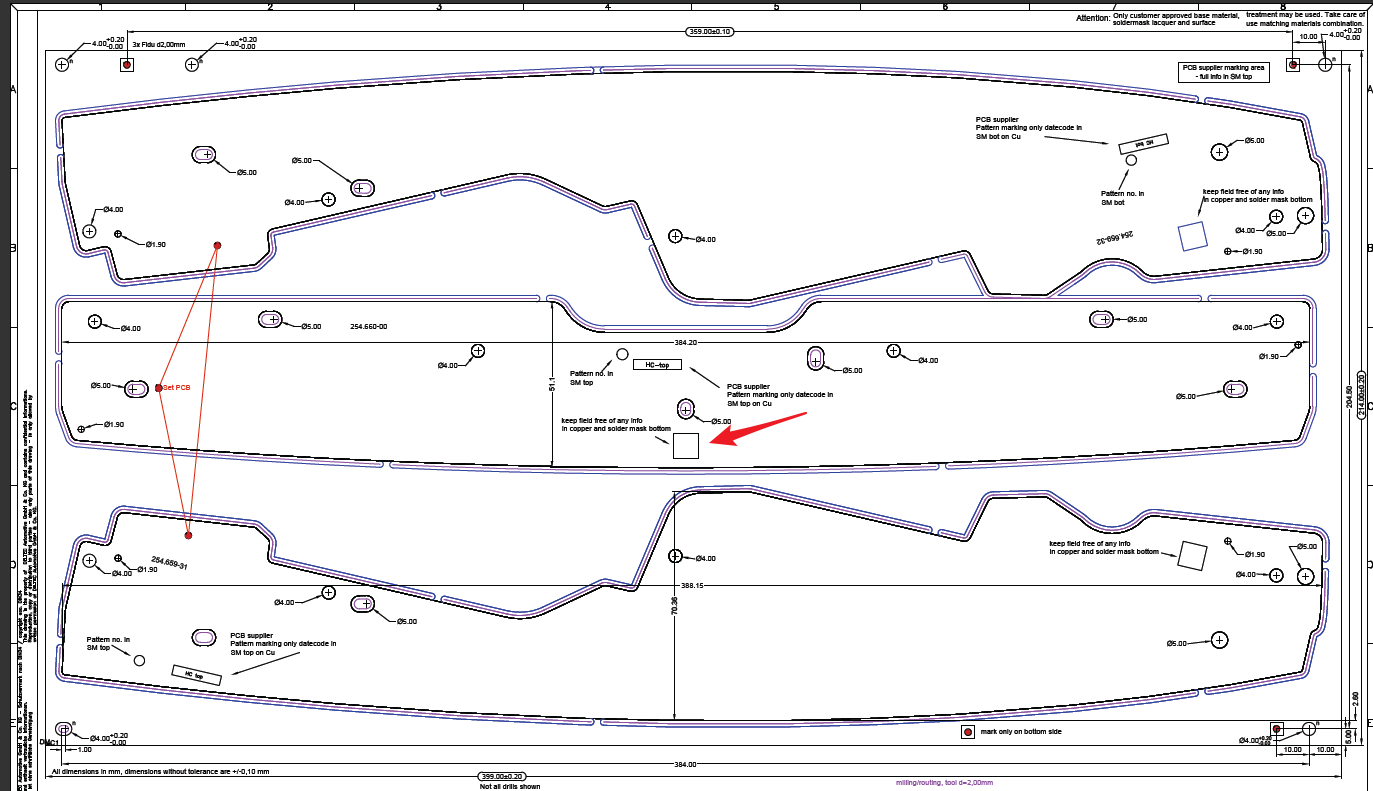 1
2
3
4
5
6
7
8
Attention: Only customer approved base material, treatment may be used. Take care of
soldermask lacquer and surface use matching materials combination.
359.00±0.10
4.00 +0.20 -0.00
3x Fidu d2,00mm
4.00 +0.20 -0.00
10.00
4.00 +0.20 -0.00
n
n
n
PCB supplier marking area
- full info in SM top
A
A
PCB supplier
Pattern marking only datecode in
SM bot on Cu
HC bot
Ø5.00
Ø5.00
Ø5.00
Ø4.00
Pattern no. in
SM bot
keep field free of any info
in copper and solder mask bottom
Ø4.00
Ø1.90
Ø4.00
254.659-32
Ø4.00
Ø5.00
Ø1.90
B
B
Ø4.00
Ø5.00
254.660-00
Ø5.00
Ø4.00
384.20
Ø4.00
Ø4.00
Ø1.90
Pattern no. in
SM top
HC-top
Ø5.00
51.1
Ø5.00
Set PCB
PCB supplier
Pattern marking only datecode in
SM top on Cu
Ø5.00
204.50
214.00±0.20
C
C
Ø1.90
keep field free of any info
in copper and solder mask bottom
Ø5.00
254.659-31
Ø4.00
Ø1.90
Ø4.00
keep field free of any info
in copper and solder mask bottom
Ø1.90
Ø5.00
Ø4.00
D
D
388.15
70.36
Ø4.00
Ø5.00
Pattern no. in
SM top
PCB supplier
Pattern marking only datecode in
SM top on Cu
HC top
Ø5.00
2.60
E
E
n
Ø4.00 +0.20 -0.00
DMC1
1.00
mark only on bottom side
n
Ø4.00 +0.20 -0.00
5.00
10.00
10.00
384.00
All dimensions in mm, dimensions without tolerance are +/-0,10 mm
399.00±0.20
Not all drills shown
milling/routing, tool d=2,00mm